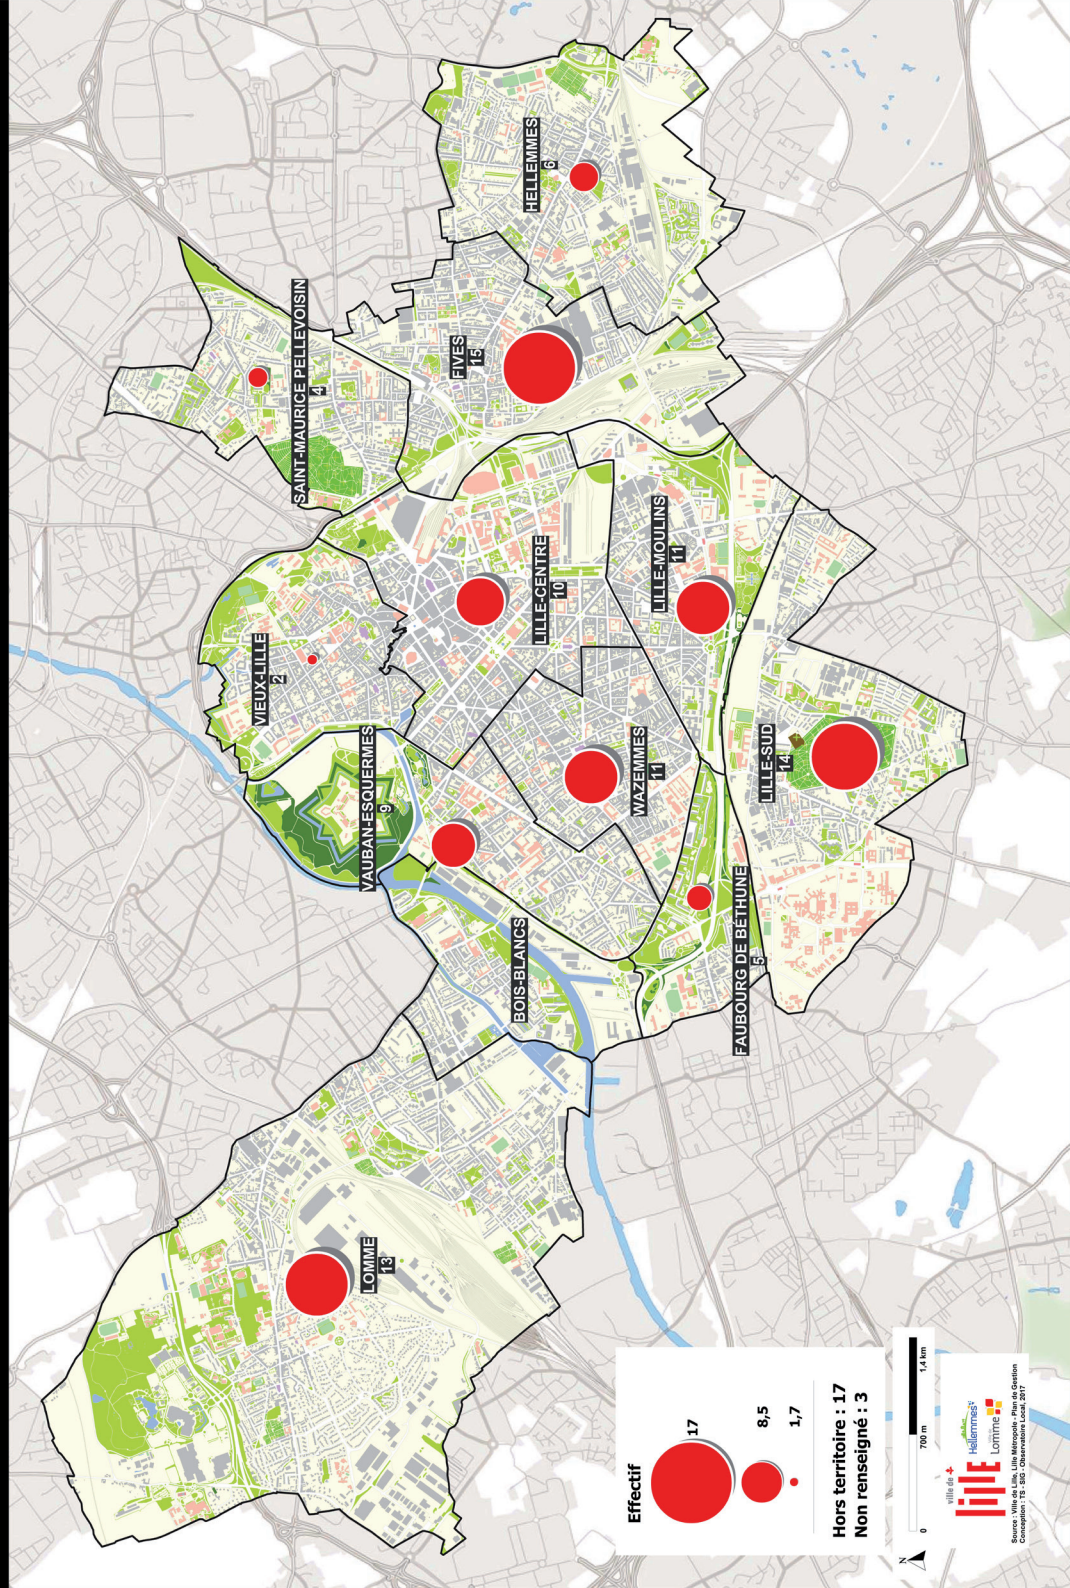 SAINT-MAURICE PELLEVOISIN
4
HELLEMMES
6
FIVES
15
VIEUX-LILLE
2
LILLE-CENTRE
10
VAUBAN-ESQUERMES
9
LILLE-MOULINS
11
WAZEMMES
11
BOIS-BLANCS
LILLE-SUD
14
FAUBOURG DE BÉTHUNE
5
LOMME
13
Effectif
17
8,5
1,7
Hors territoire : 17
Non renseigné : 3
N
0
700 m
1,4 km
ville de
lille
Hellemmes
Lomme
Source : Ville de Lille, Lille Métropole - Plan de Gestion
Conception : TS - SIG - Observatoire Local, 2017